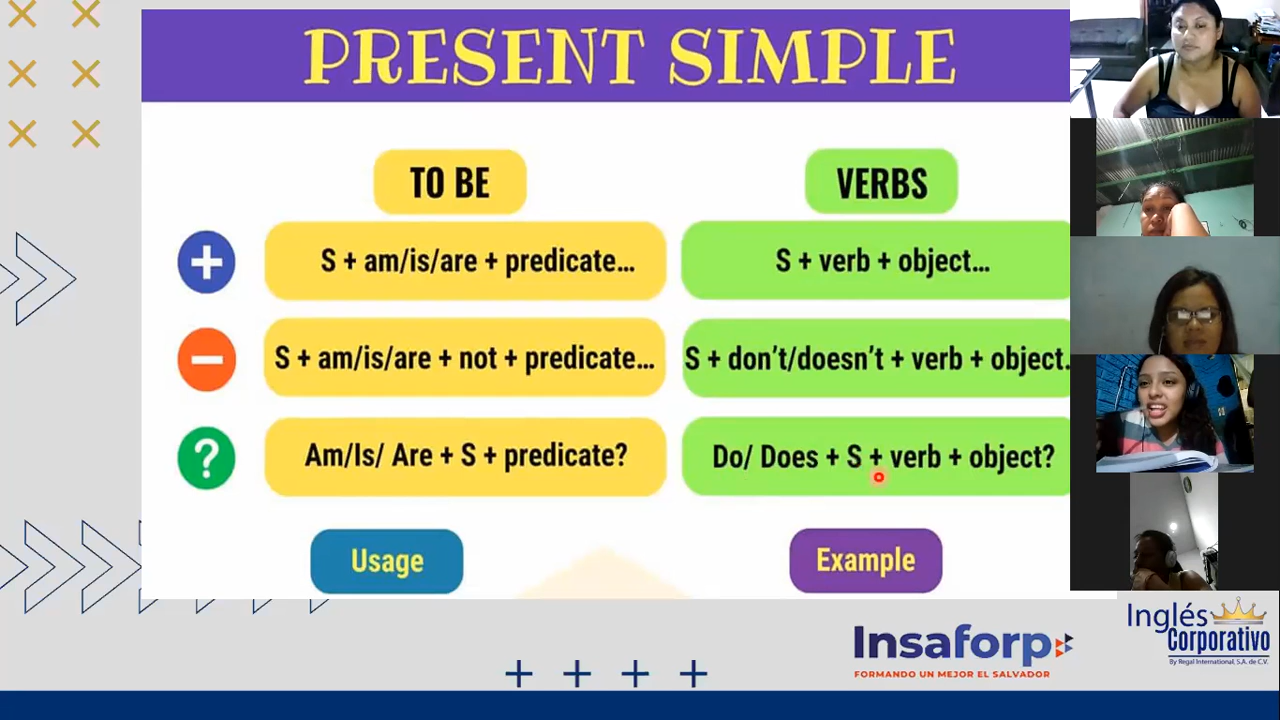 PRESENT SIMPLE
TO BE
VERBS
+
S + am/is/are + predicate...
S + verb + object...
−
S + am/is/are + not + predicate...
S + don't/doesn't + verb + object.
?
Am/Is/ Are + S + predicate?
Do/ Does + S + verb + object?
Usage
Example
Insaforp
FORMANDO UN MEJOR EL SALVADOR
Inglés
Corporativo
By Regal International, S.A. de C.V.